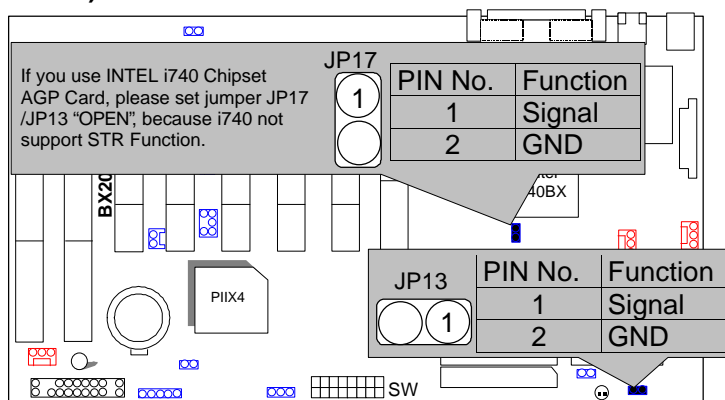 JP17
If you use INTEL i740 Chipset
AGP Card, please set jumper JP17
/JP13 “OPEN”, because i740 not
support STR Function.
1
PIN No. Function
1 Signal
2 GND
BX20
40BX
JP13
1
PIN No. Function
1 Signal
2 GND
PIIX4
SW